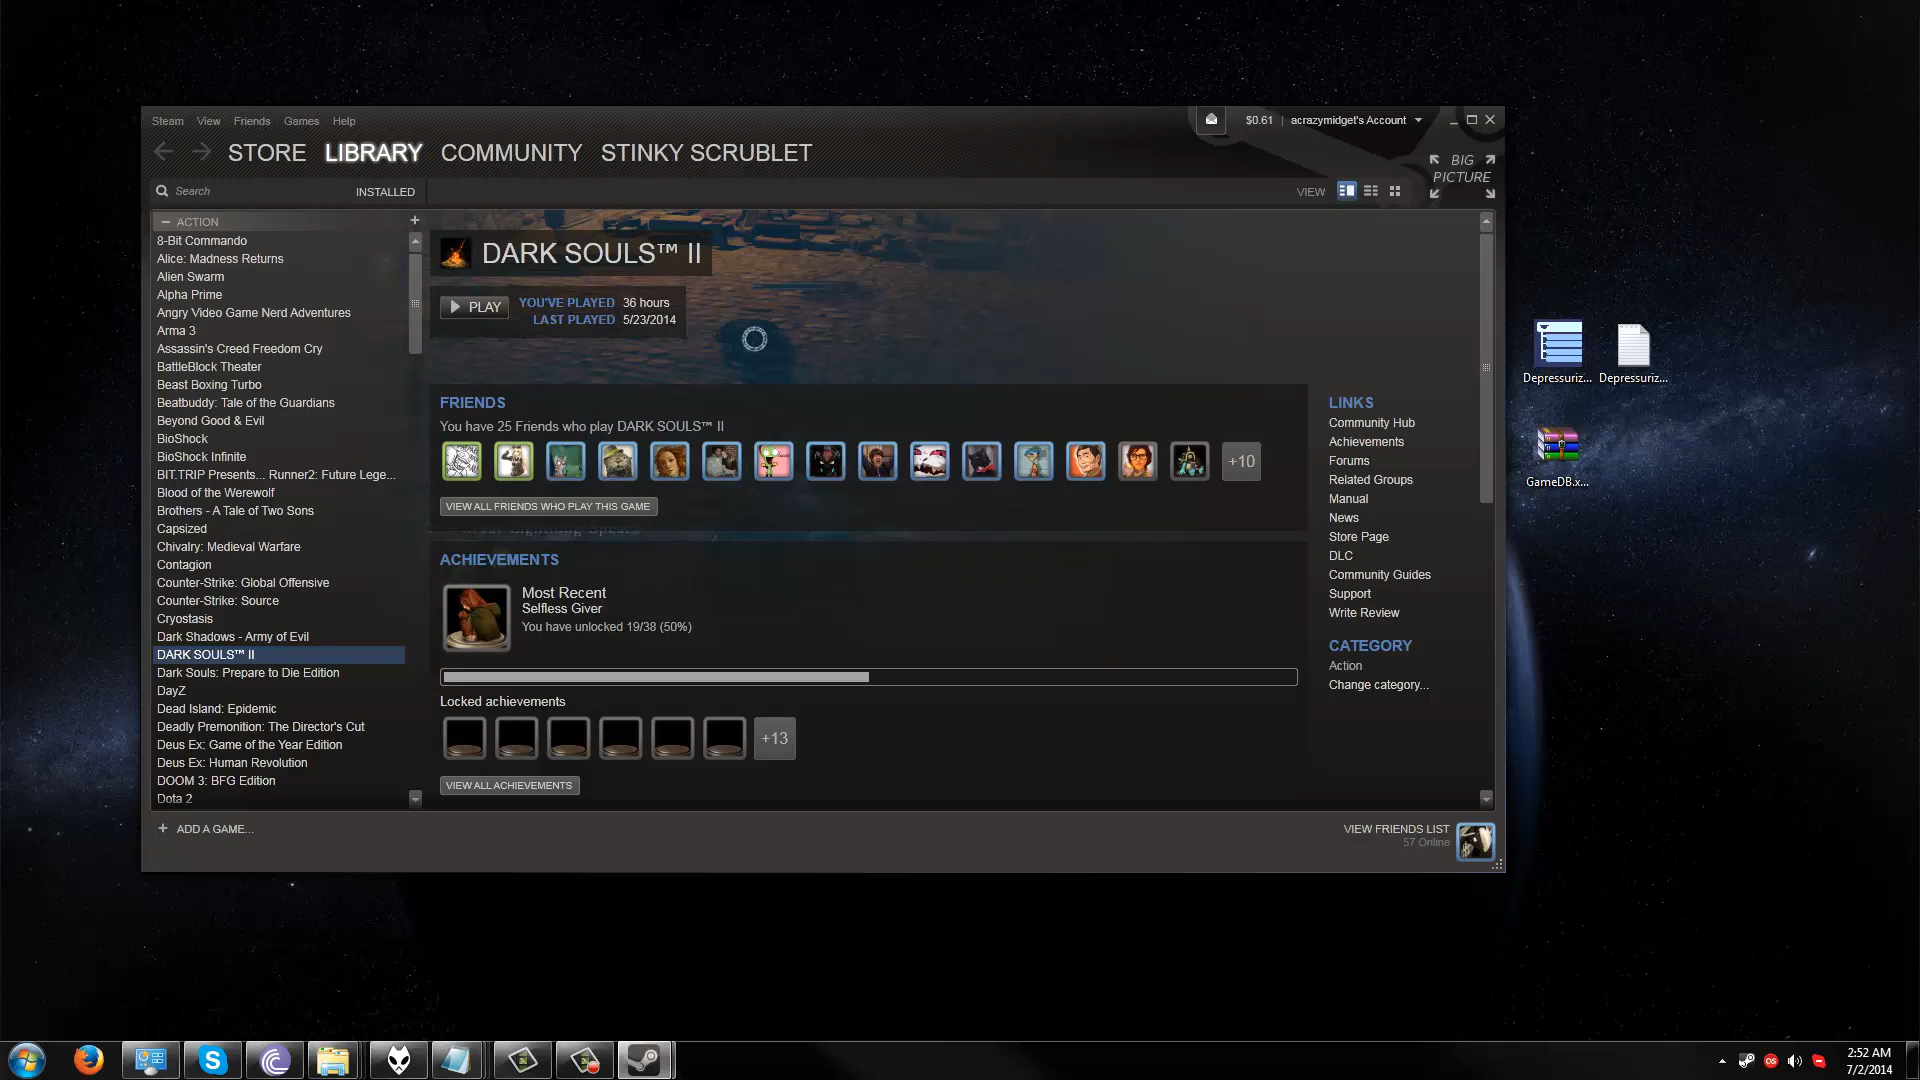 Steam View Friends Games Help
$0.61 | acrazymidget's Account
STORE LIBRARY COMMUNITY STINKY SCRUBLET
BIG PICTURE
Search INSTALLED
VIEW
– ACTION +
8-Bit Commando
Alice: Madness Returns
Alien Swarm
Alpha Prime
Angry Video Game Nerd Adventures
Arma 3
Assassin's Creed Freedom Cry
BattleBlock Theater
Beast Boxing Turbo
Beatbuddy: Tale of the Guardians
Beyond Good & Evil
BioShock
BioShock Infinite
BIT.TRIP Presents... Runner2: Future Lege...
Blood of the Werewolf
Brothers - A Tale of Two Sons
Capsized
Chivalry: Medieval Warfare
Contagion
Counter-Strike: Global Offensive
Counter-Strike: Source
Cryostasis
Dark Shadows - Army of Evil
DARK SOULS™ II
Dark Souls: Prepare to Die Edition
DayZ
Dead Island: Epidemic
Deadly Premonition: The Director's Cut
Deus Ex: Game of the Year Edition
Deus Ex: Human Revolution
DOOM 3: BFG Edition
Dota 2
+ ADD A GAME...
DARK SOULS™ II
PLAY
YOU'VE PLAYED 36 hours
LAST PLAYED 5/23/2014
FRIENDS
You have 25 Friends who play DARK SOULS™ II
+10
VIEW ALL FRIENDS WHO PLAY THIS GAME
Great Lightning Spear
ACHIEVEMENTS
Most Recent
Selfless Giver
You have unlocked 19/38 (50%)
Locked achievements
+13
VIEW ALL ACHIEVEMENTS
LINKS
Community Hub
Achievements
Forums
Related Groups
Manual
News
Store Page
DLC
Community Guides
Support
Write Review
CATEGORY
Action
Change category...
VIEW FRIENDS LIST
57 Online
Depressuriz...
Depressuriz...
GameDB.x...
2:52 AM
7/2/2014